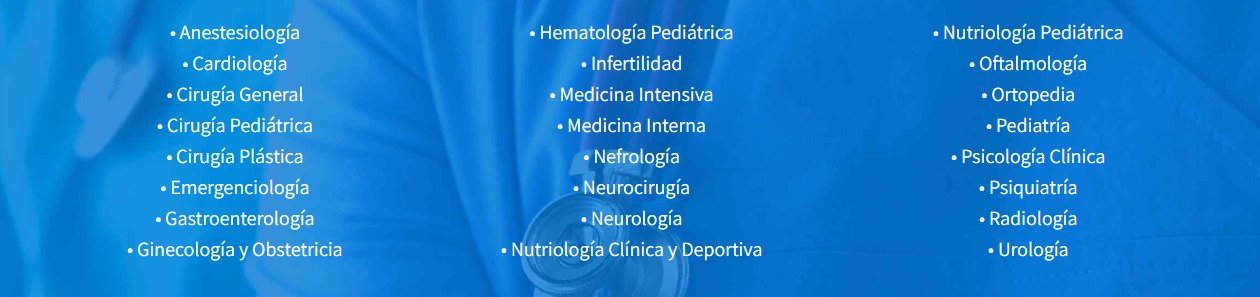 • Anestesiología
• Cardiología
• Cirugía General
• Cirugía Pediátrica
• Cirugía Plástica
• Emergenciología
• Gastroenterología
• Ginecología y Obstetricia
• Hematología Pediátrica
• Infertilidad
• Medicina Intensiva
• Medicina Interna
• Nefrología
• Neurocirugía
• Neurología
• Nutriología Clínica y Deportiva
• Nutriología Pediátrica
• Oftalmología
• Ortopedia
• Pediatría
• Psicología Clínica
• Psiquiatría
• Radiología
• Urología